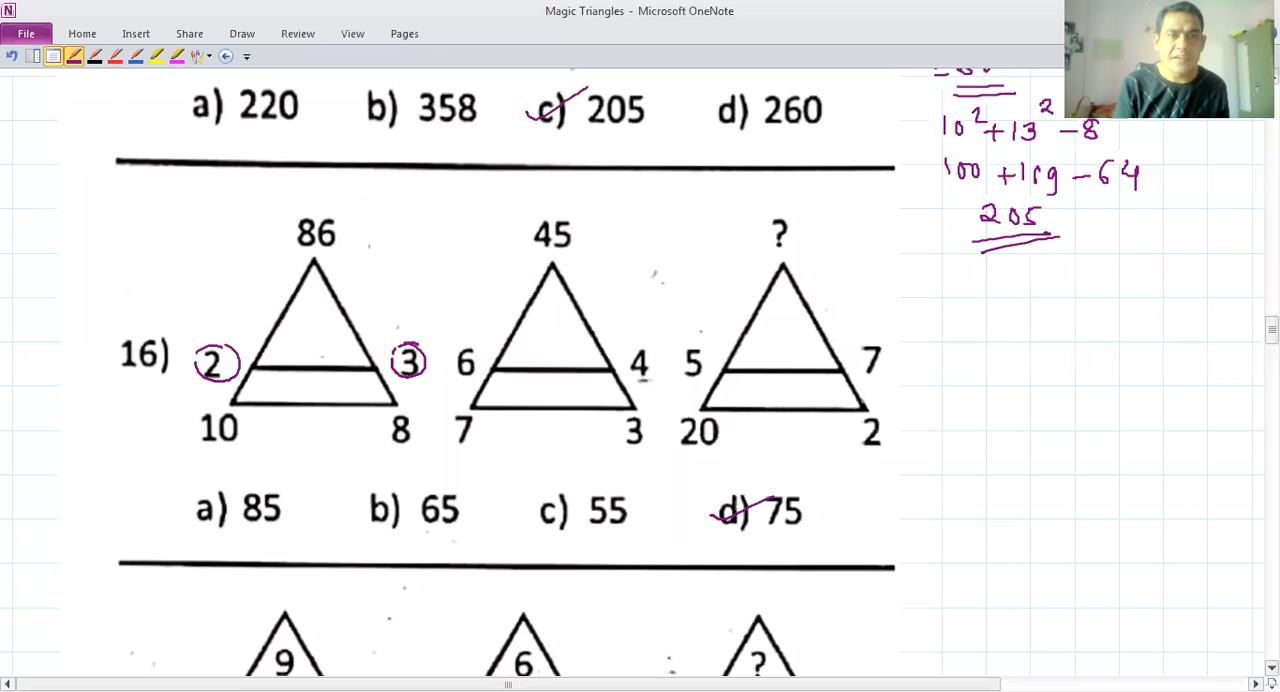 Magic Triangles - Microsoft OneNote
File Home Insert Share Draw Review View Pages
a) 220 b) 358 c) 205 d) 260
10² + 13² - 8
100 + 169 - 64
205
86 45 ?
16) 2 3 6 4 5 7
10 8 7 3 20 2
a) 85 b) 65 c) 55 d) 75
9 6 ?